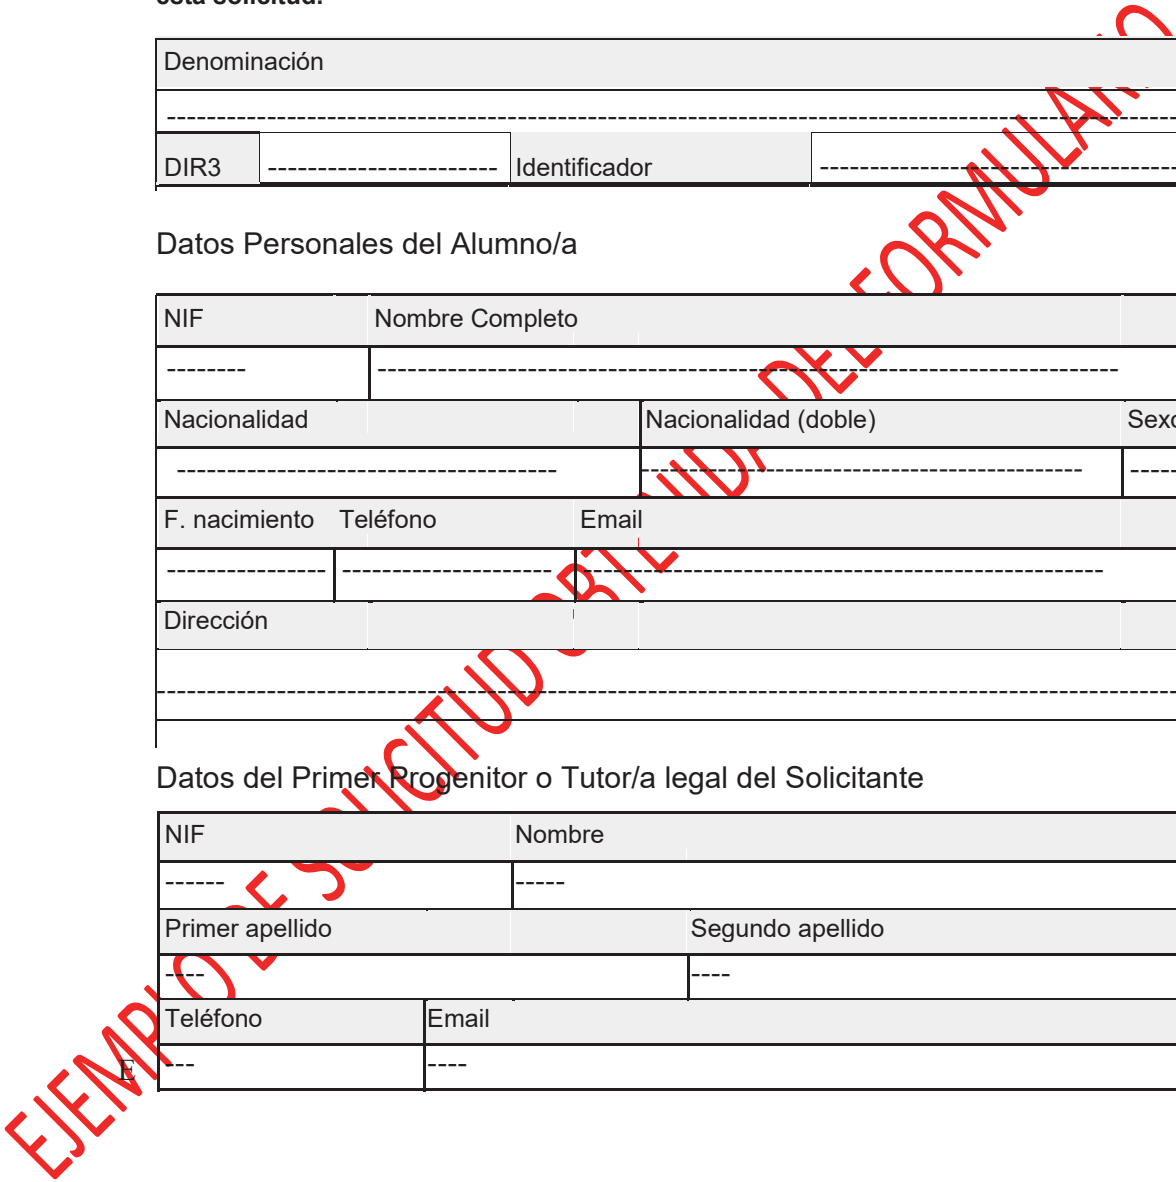 esta solicitud.
Denominación
--------------------------------------------------------------------------------
DIR3 ----------------------- Identificador ------------------------------------
Datos Personales del Alumno/a
NIF Nombre Completo
-------- --------------------------------------------------------------------------
Nacionalidad Nacionalidad (doble)
-------------------------------------- -------------------------------------------- -----
F. nacimiento Teléfono Email
---------------- --------------------- ----------------------------------------------------
Dirección
--------------------------------------------------------------------------------
Datos del Primer Progenitor o Tutor/a legal del Solicitante
NIF Nombre
------ -----
Primer apellido Segundo apellido
---- ----
Teléfono Email
E --- ----
EJEMPLO DE SOLICITUD OBTENIDA DEL FORMULARIO